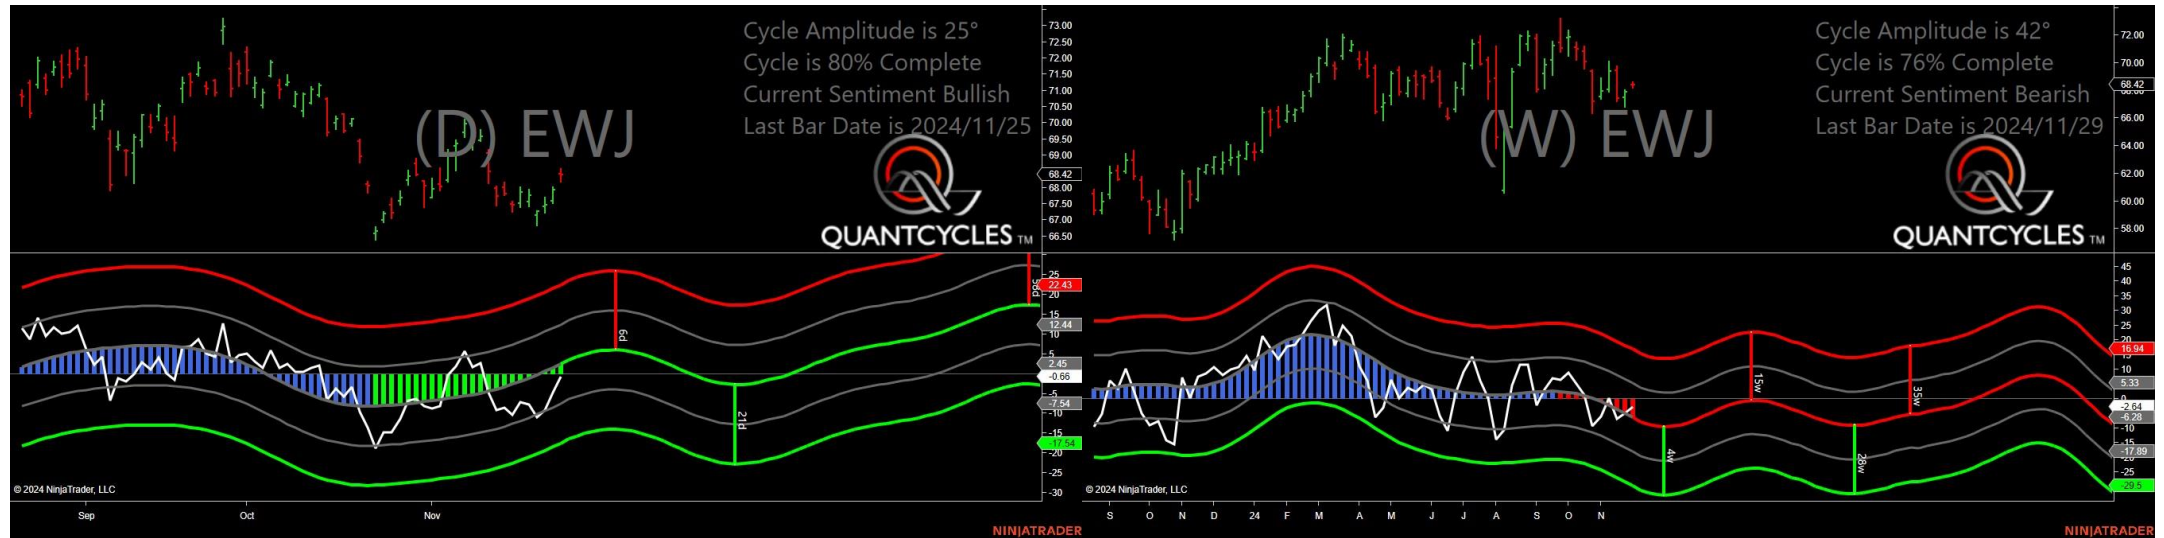 Cycle Amplitude is 25°
Cycle is 80% Complete
Current Sentiment Bullish
Last Bar Date is 2024/11/25
(D) EWJ
QUANTCYCLES TM
73.00
72.50
72.00
71.50
71.00
70.50
70.00
69.50
69.00
68.42
68.00
67.50
67.00
66.50
25
22.43
20
15
12.44
10
5
2.45
-0.66
-5
-7.54
-10
-15
-17.54
-20
-25
-30
6d
21d
© 2024 NinjaTrader, LLC
Sep
Oct
Nov
NINJATRADER
Cycle Amplitude is 42°
Cycle is 76% Complete
Current Sentiment Bearish
Last Bar Date is 2024/11/29
(W) EWJ
QUANTCYCLES TM
72.00
70.00
68.42
66.00
64.00
62.00
60.00
58.00
45
40
35
30
25
20
16.94
10
5.33
0
-2.64
-6.28
-10
-15
-17.89
-25
-29.5
4w
15w
28w
35w
© 2024 NinjaTrader, LLC
S
O
N
D
24
F
M
A
M
J
J
A
S
O
N
NINJATRADER